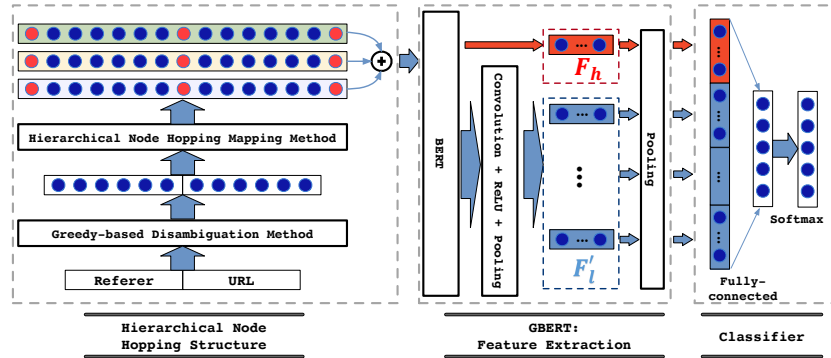 Hierarchical Node Hopping Mapping Method
Greedy-based Disambiguation Method
Referer
URL
BERT
Convolution + ReLU + Pooling
F_h
...
F'_l
Pooling
Fully-
connected
Softmax
Hierarchical Node
Hopping Structure
GBERT:
Feature Extraction
Classifier